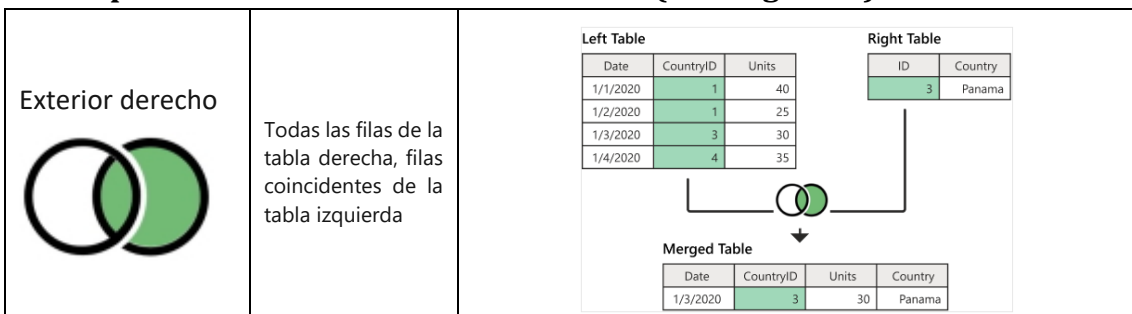 Exterior derecho
Todas las filas de la
tabla derecha, filas
coincidentes de la
tabla izquierda
Left Table
Date CountryID Units
1/1/2020 1 40
1/2/2020 1 25
1/3/2020 3 30
1/4/2020 4 35
Right Table
ID Country
3 Panama
Merged Table
Date CountryID Units Country
1/3/2020 3 30 Panama